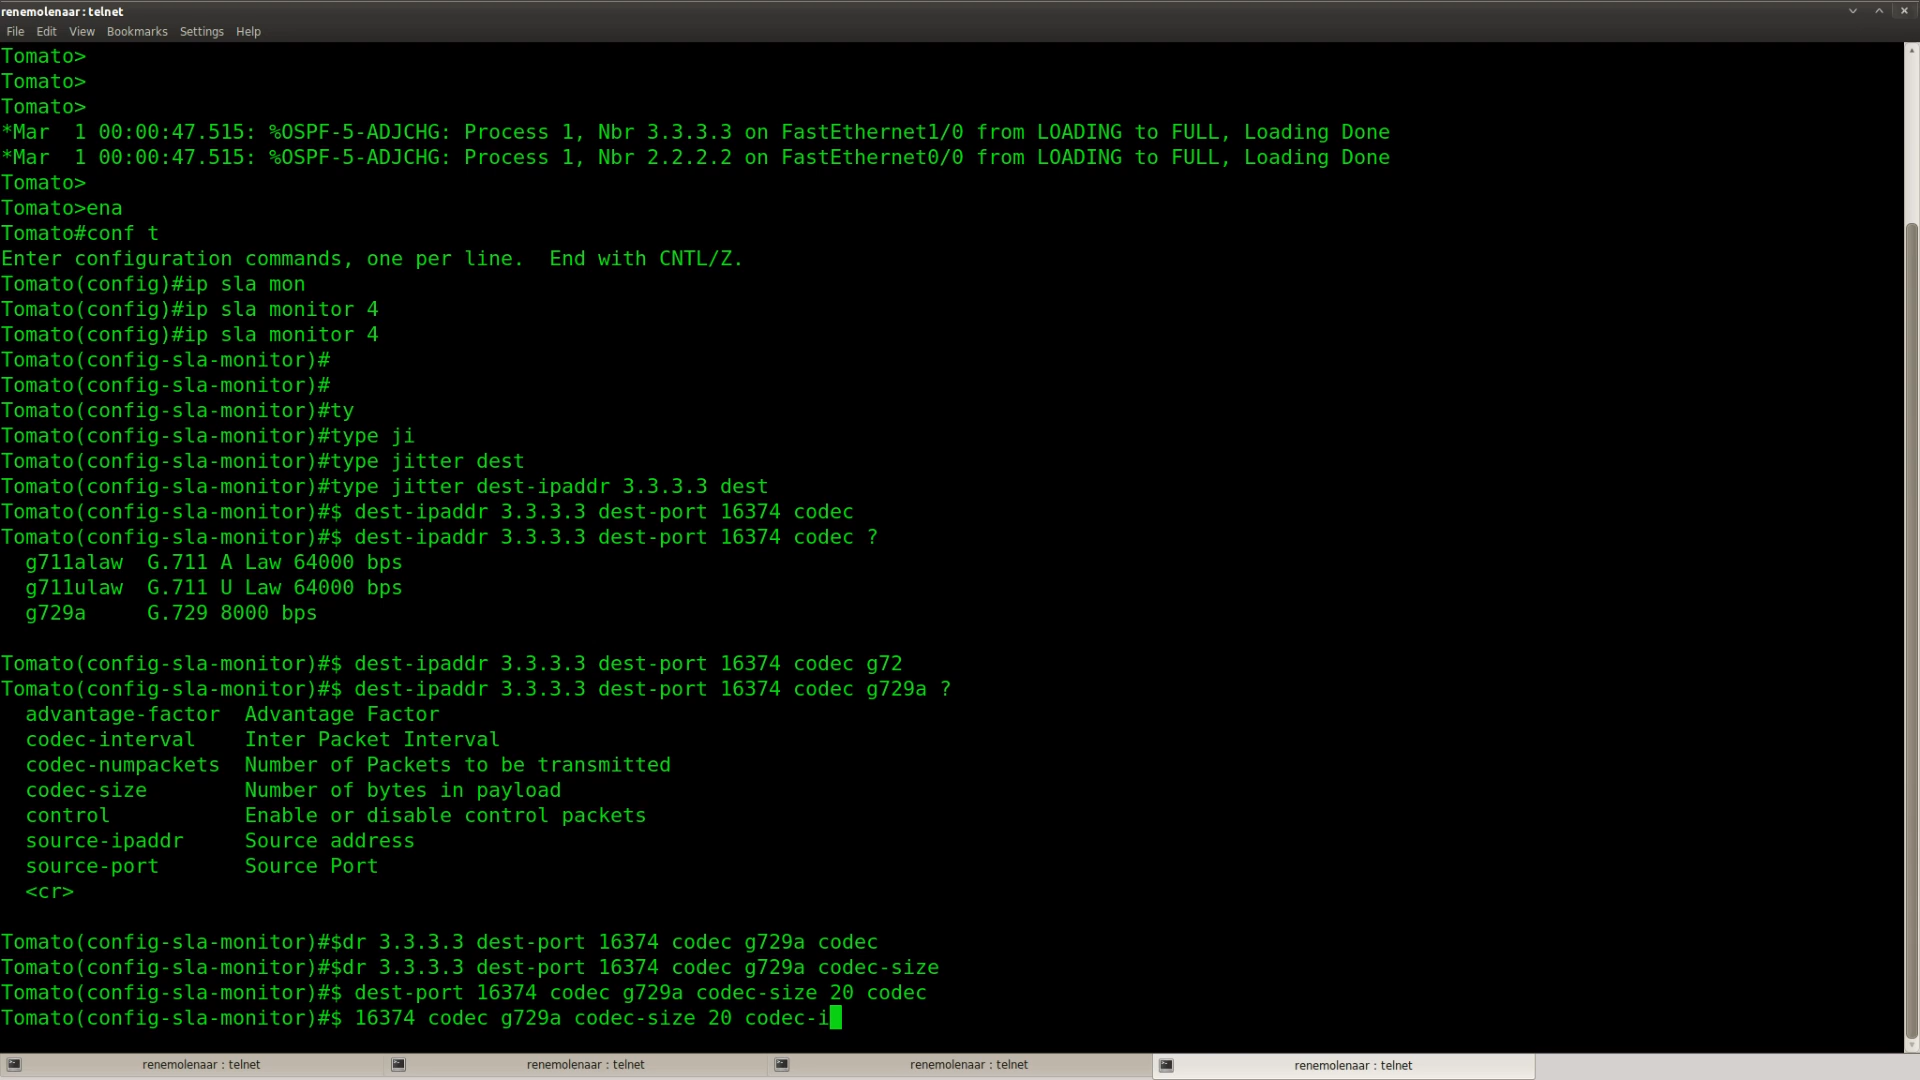 renemolenaar : telnet
File Edit View Bookmarks Settings Help
Tomato>
Tomato>
Tomato>
*Mar  1 00:00:47.515: %OSPF-5-ADJCHG: Process 1, Nbr 3.3.3.3 on FastEthernet1/0 from LOADING to FULL, Loading Done
*Mar  1 00:00:47.515: %OSPF-5-ADJCHG: Process 1, Nbr 2.2.2.2 on FastEthernet0/0 from LOADING to FULL, Loading Done
Tomato>
Tomato>ena
Tomato#conf t
Enter configuration commands, one per line.  End with CNTL/Z.
Tomato(config)#ip sla mon
Tomato(config)#ip sla monitor 4
Tomato(config)#ip sla monitor 4
Tomato(config-sla-monitor)#
Tomato(config-sla-monitor)#
Tomato(config-sla-monitor)#ty
Tomato(config-sla-monitor)#type ji
Tomato(config-sla-monitor)#type jitter dest
Tomato(config-sla-monitor)#type jitter dest-ipaddr 3.3.3.3 dest
Tomato(config-sla-monitor)#$ dest-ipaddr 3.3.3.3 dest-port 16374 codec
Tomato(config-sla-monitor)#$ dest-ipaddr 3.3.3.3 dest-port 16374 codec ?
  g711alaw  G.711 A Law 64000 bps
  g711ulaw  G.711 U Law 64000 bps
  g729a     G.729 8000 bps
Tomato(config-sla-monitor)#$ dest-ipaddr 3.3.3.3 dest-port 16374 codec g72
Tomato(config-sla-monitor)#$ dest-ipaddr 3.3.3.3 dest-port 16374 codec g729a ?
  advantage-factor  Advantage Factor
  codec-interval    Inter Packet Interval
  codec-numpackets  Number of Packets to be transmitted
  codec-size        Number of bytes in payload
  control           Enable or disable control packets
  source-ipaddr     Source address
  source-port       Source Port
  <cr>
Tomato(config-sla-monitor)#$dr 3.3.3.3 dest-port 16374 codec g729a codec
Tomato(config-sla-monitor)#$dr 3.3.3.3 dest-port 16374 codec g729a codec-size
Tomato(config-sla-monitor)#$ dest-port 16374 codec g729a codec-size 20 codec
Tomato(config-sla-monitor)#$ 16374 codec g729a codec-size 20 codec-i
renemolenaar : telnet renemolenaar : telnet renemolenaar : telnet renemolenaar : telnet